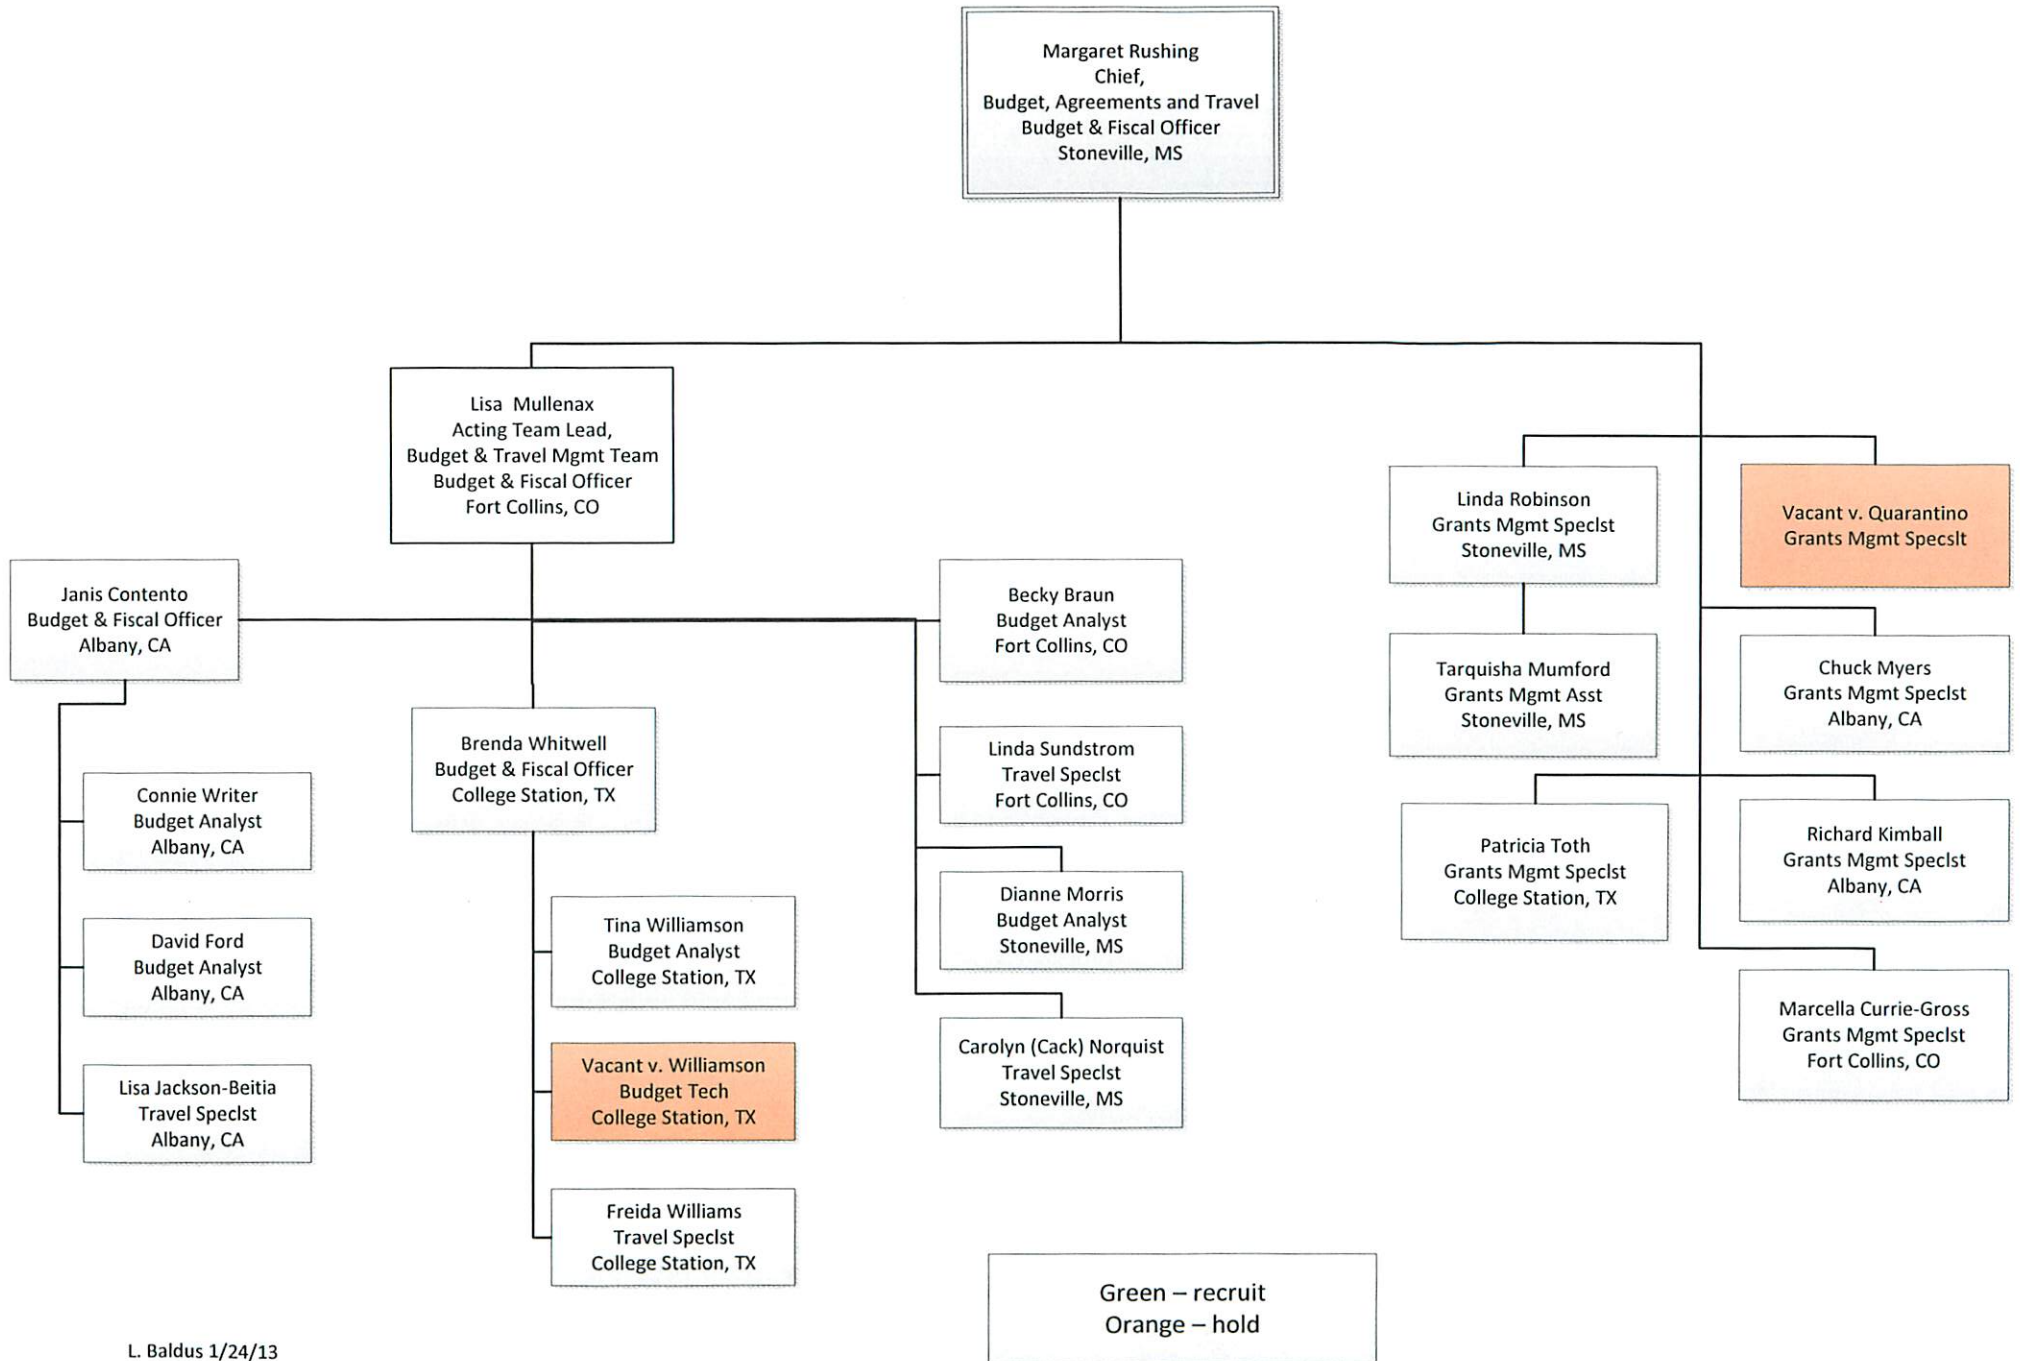 Margaret Rushing
Chief,
Budget, Agreements and Travel
Budget & Fiscal Officer
Stoneville, MS
Lisa Mullenax
Acting Team Lead,
Budget & Travel Mgmt Team
Budget & Fiscal Officer
Fort Collins, CO
Janis Contento
Budget & Fiscal Officer
Albany, CA
Connie Writer
Budget Analyst
Albany, CA
David Ford
Budget Analyst
Albany, CA
Lisa Jackson-Beitia
Travel Speclst
Albany, CA
Brenda Whitwell
Budget & Fiscal Officer
College Station, TX
Tina Williamson
Budget Analyst
College Station, TX
Vacant v. Williamson
Budget Tech
College Station, TX
Freida Williams
Travel Speclst
College Station, TX
Becky Braun
Budget Analyst
Fort Collins, CO
Linda Sundstrom
Travel Speclst
Fort Collins, CO
Dianne Morris
Budget Analyst
Stoneville, MS
Carolyn (Cack) Norquist
Travel Speclst
Stoneville, MS
Linda Robinson
Grants Mgmt Speclst
Stoneville, MS
Tarquisha Mumford
Grants Mgmt Asst
Stoneville, MS
Patricia Toth
Grants Mgmt Speclst
College Station, TX
Vacant v. Quarantino
Grants Mgmt Specslt
Chuck Myers
Grants Mgmt Speclst
Albany, CA
Richard Kimball
Grants Mgmt Speclst
Albany, CA
Marcella Currie-Gross
Grants Mgmt Speclst
Fort Collins, CO
Green – recruit
Orange – hold
L. Baldus 1/24/13